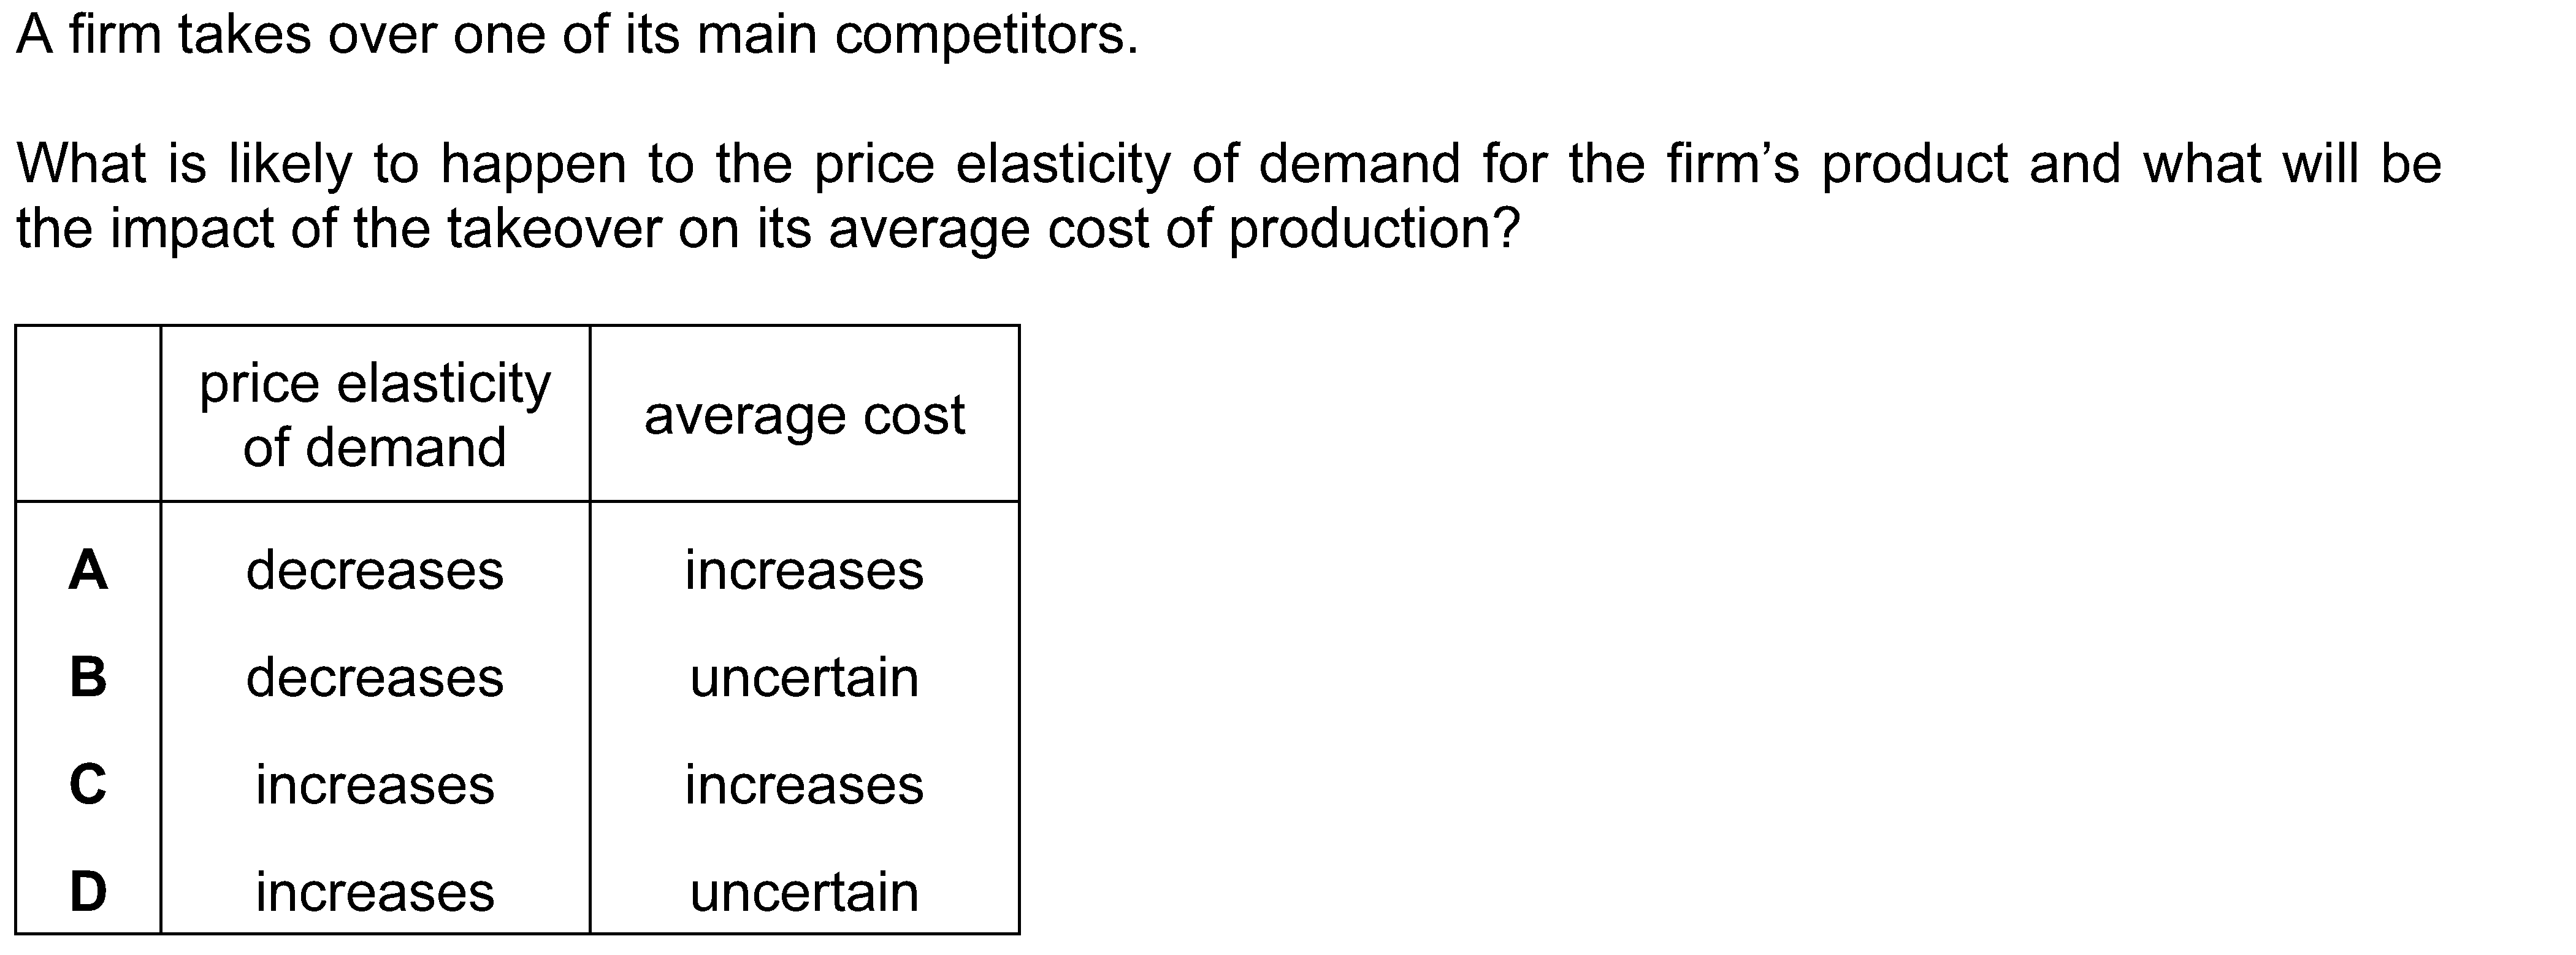 A firm takes over one of its main competitors.
What is likely to happen to the price elasticity of demand for the firm’s product and what will be
the impact of the takeover on its average cost of production?
price elasticity
of demand
average cost
A decreases increases
B decreases uncertain
C increases increases
D increases uncertain